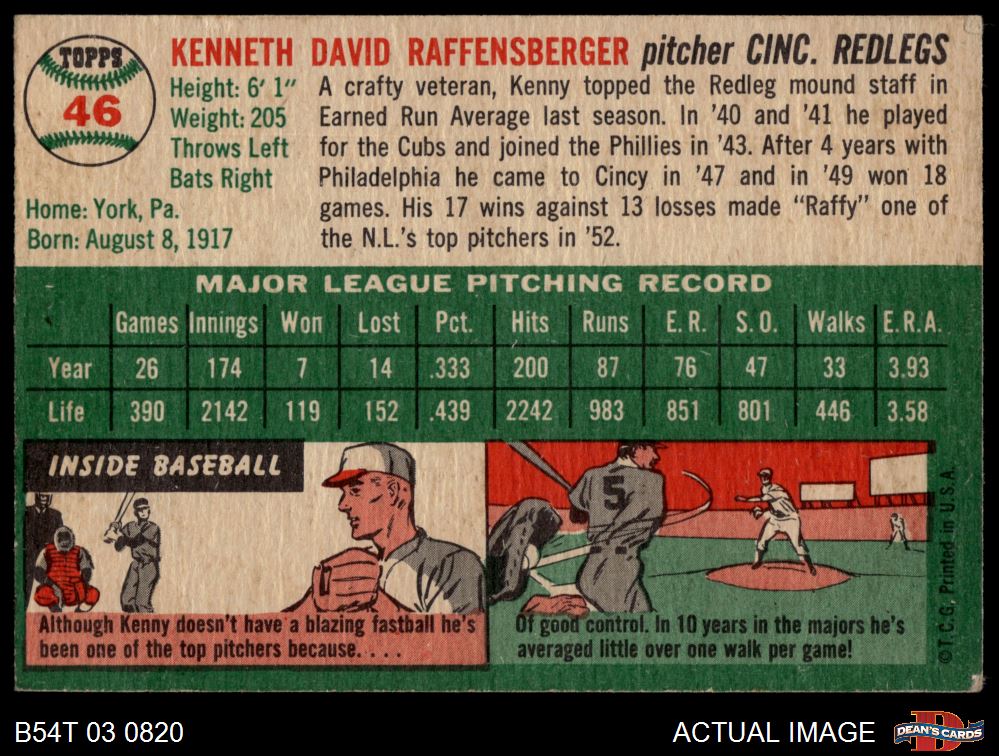 TOPPS
46
KENNETH DAVID RAFFENSBERGER pitcher CINC. REDLEGS
Height: 6' 1"
Weight: 205
Throws Left
Bats Right
Home: York, Pa.
Born: August 8, 1917
A crafty veteran, Kenny topped the Redleg mound staff in
Earned Run Average last season. In '40 and '41 he played
for the Cubs and joined the Phillies in '43. After 4 years with
Philadelphia he came to Cincy in '47 and in '49 won 18
games. His 17 wins against 13 losses made "Raffy" one of
the N.L.'s top pitchers in '52.
MAJOR LEAGUE PITCHING RECORD
Games Innings Won Lost Pct. Hits Runs E. R. S. O. Walks E.R.A.
Year 26 174 7 14 .333 200 87 76 47 33 3.93
Life 390 2142 119 152 .439 2242 983 851 801 446 3.58
INSIDE BASEBALL
5
Although Kenny doesn't have a blazing fastball he's
been one of the top pitchers because. . . .
Of good control. In 10 years in the majors he's
averaged little over one walk per game!
© T. C. G. Printed in U.S.A.
B54T 03 0820
ACTUAL IMAGE
DEAN'S CARDS